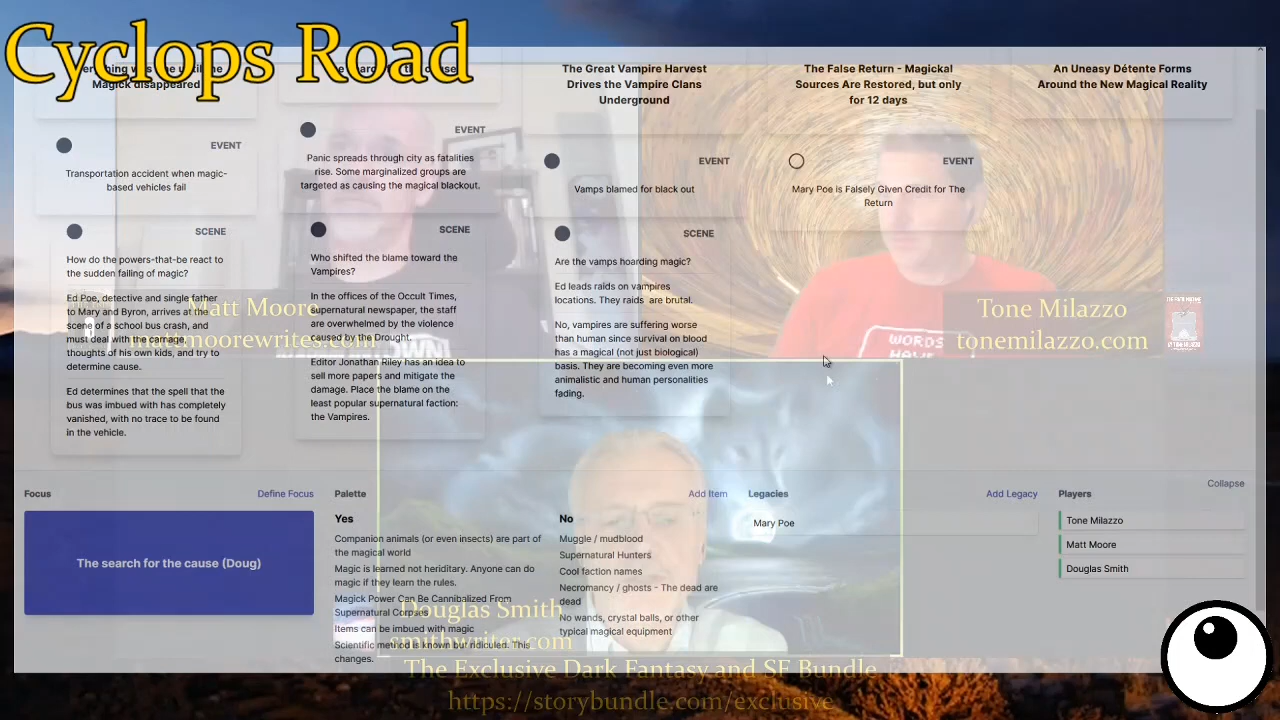 Cyclops Road
Magick disappeared
The Great Vampire Harvest
Drives the Vampire Clans
Underground
The False Return - Magickal
Sources Are Restored, but only
for 12 days
An Uneasy Détente Forms
Around the New Magical Reality
EVENT
Transportation accident when magic-
based vehicles fail
EVENT
Panic spreads through city as fatalities
rise. Some marginalized groups are
targeted as causing the magical blackout.
EVENT
Vamps blamed for black out
EVENT
Mary Poe is Falsely Given Credit for The
Return
SCENE
How do the powers-that-be react to
the sudden failing of magic?
Ed Poe, detective and single father
to Mary and Byron, arrives at the
scene of a school bus crash, and
must deal with the carnage,
thoughts of his own kids, and try to
determine cause.
Ed determines that the spell that the
bus was imbued with has completely
vanished, with no trace to be found
in the vehicle.
SCENE
Who shifted the blame toward the
Vampires?
In the offices of the Occult Times,
supernatural newspaper, the staff
are overwhelmed by the violence
caused by the Drought.
Editor Jonathan Riley has an idea to
sell more papers and mitigate the
damage. Place the blame on the
least popular supernatural faction:
the Vampires.
SCENE
Are the vamps hoarding magic?
Ed leads raids on vampires
locations. They raids are brutal.
No, vampires are suffering worse
than human since survival on blood
has a magical (not just biological)
basis. They are becoming even more
animalistic and human personalities
fading.
Matt Moore
mattmoorewrites.com
Tone Milazzo
tonemilazzo.com
WORDS
HAVE
Focus
Define Focus
The search for the cause (Doug)
Palette
Add Item
Yes
Companion animals (or even insects) are part of
the magical world
Magic is learned not heriditary. Anyone can do
magic if they learn the rules.
Magick Power Can Be Cannibalized From
Supernatural Corpses
Items can be imbued with magic
Scientific method is known but ridiculed. This
changes.
No
Muggle / mudblood
Supernatural Hunters
Cool faction names
Necromancy / ghosts - The dead are
dead
No wands, crystal balls, or other
typical magical equipment
Legacies
Add Legacy
Mary Poe
Collapse
Players
Tone Milazzo
Matt Moore
Douglas Smith
Douglas Smith
smithwriter.com
The Exclusive Dark Fantasy and SF Bundle
https://storybundle.com/exclusive